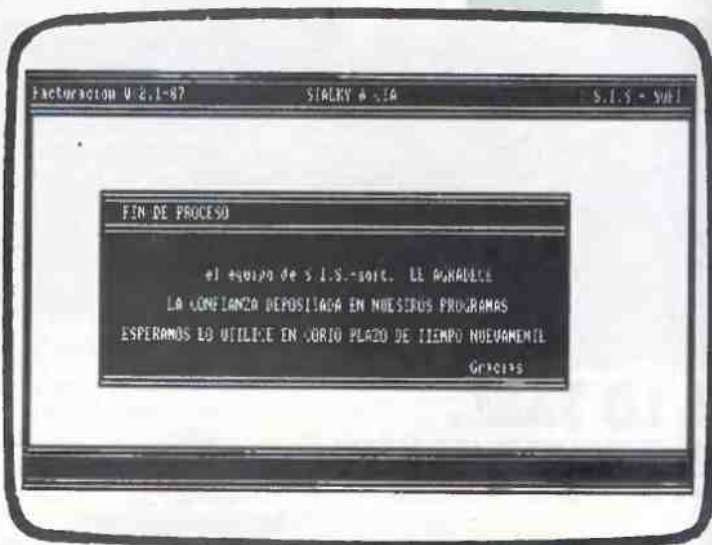 Facturacion V 2.1-87 STALKY & CIA S.I.S - SOFT
FIN DE PROCESO
el equipo de S.I.S.-soft. LE AGRADECE
LA CONFIANZA DEPOSITADA EN NUESTROS PROGRAMAS
ESPERAMOS LO UTILICE EN CORTO PLAZO DE TIEMPO NUEVAMENTE
Gracias